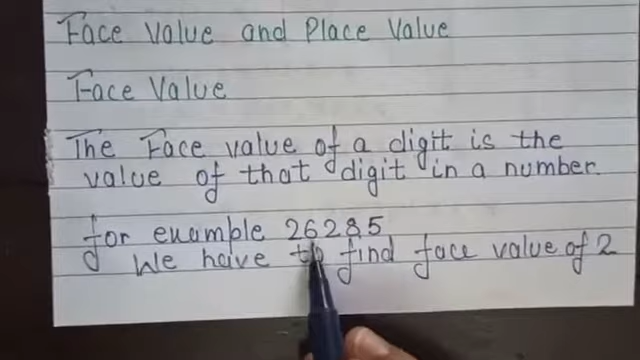 Face Value and Place Value
Face Value
The Face value of a digit is the
value of that digit in a number.
for example 26285
We have to find face value of 2